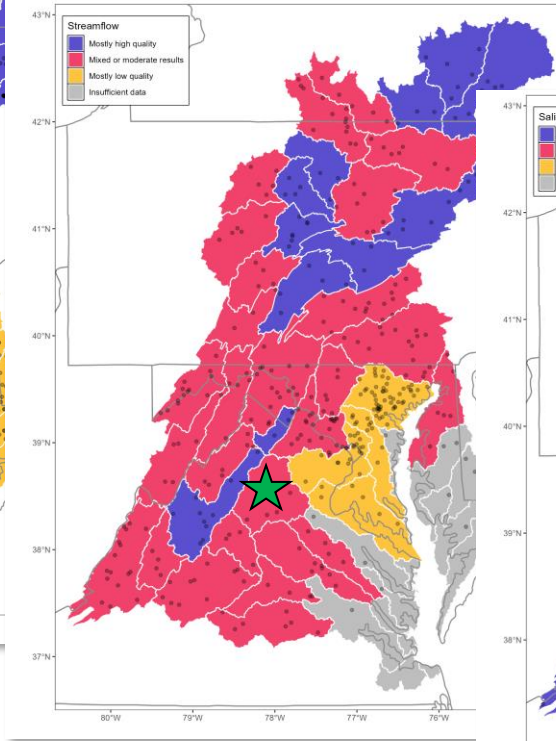 Streamflow
Mostly high quality
Mixed or moderate results
Mostly low quality
Insufficient data
43°N
42°N
41°N
40°N
39°N
38°N
37°N
80°W
79°W
78°W
77°W
76°W
Sali
43°N
42°N
41°N
40°N
39°N
38°N